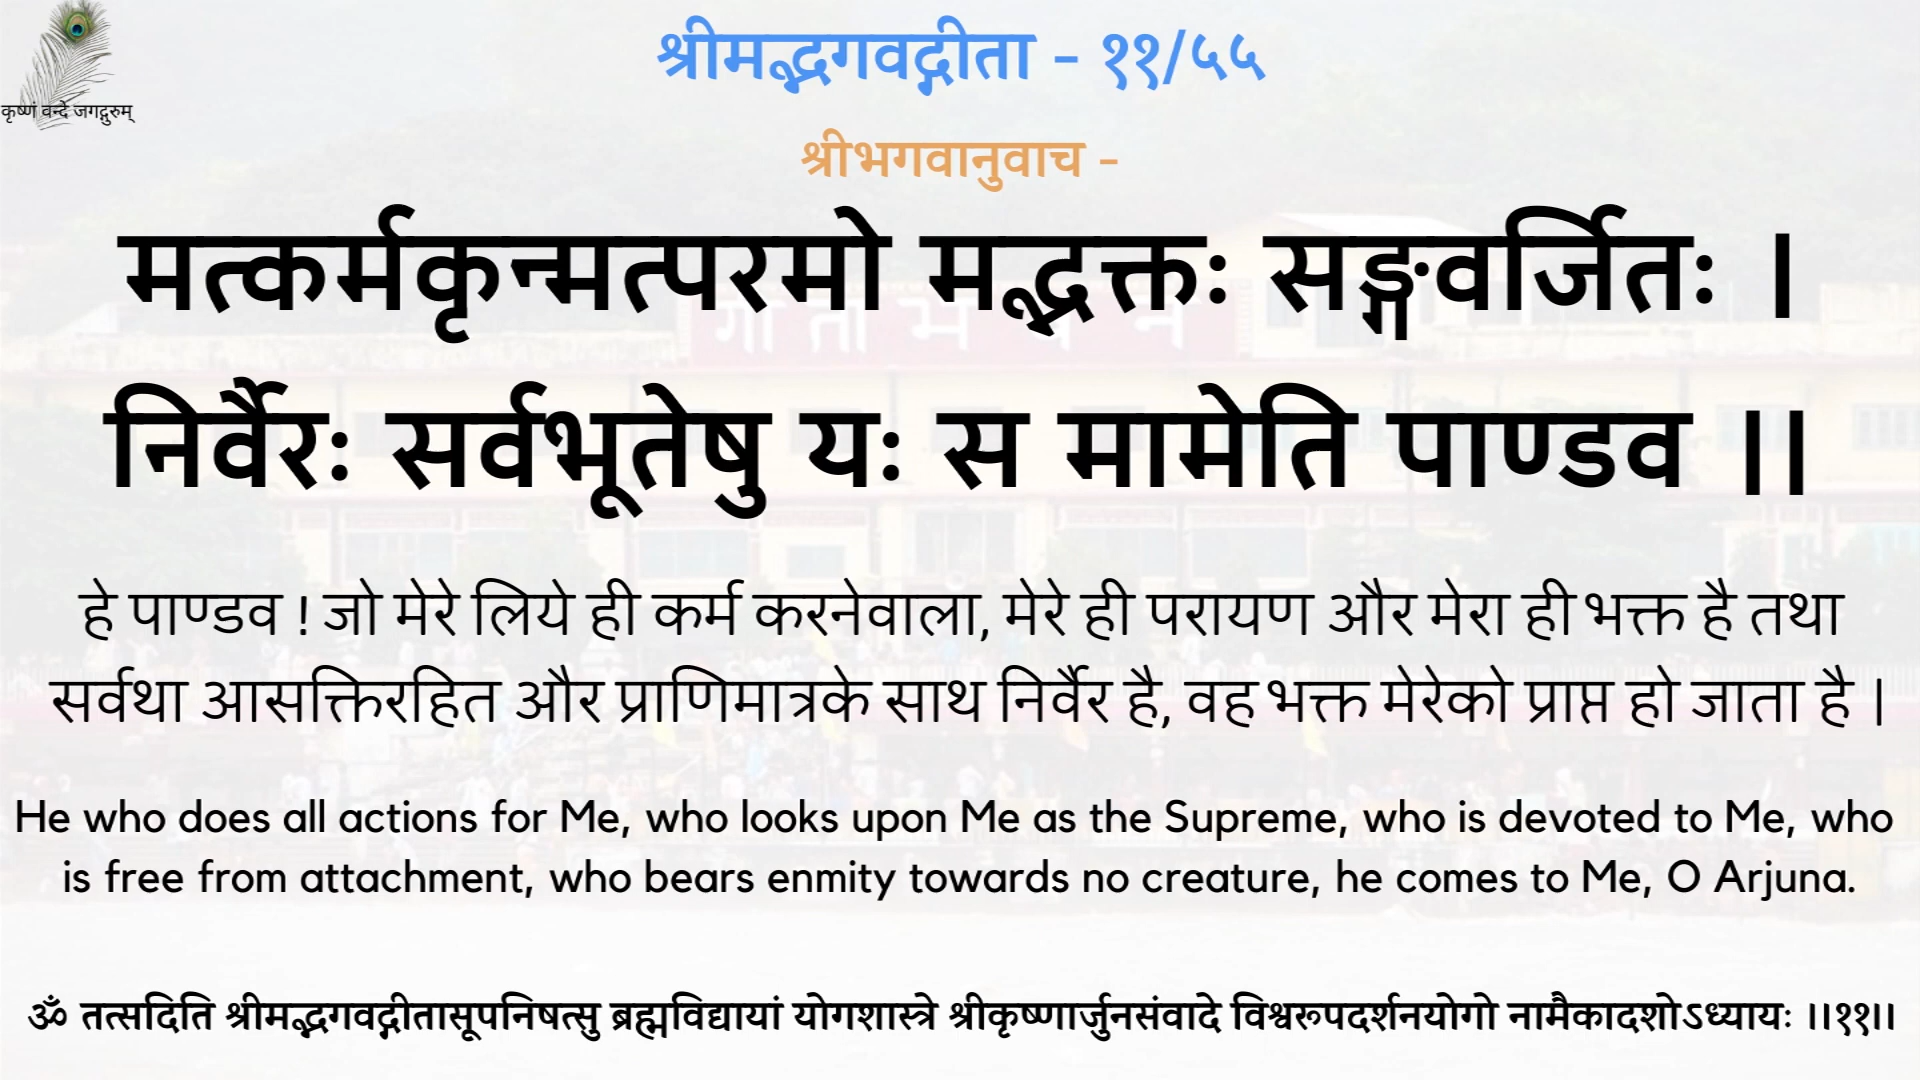 श्रीमद्भगवद्गीता - ११/५५
कृष्णं वन्दे जगद्गुरुम्
श्रीभगवानुवाच -
मत्कर्मकृन्मत्परमो मद्भक्तः सङ्गवर्जितः ।
गीता भवन
निर्वैरः सर्वभूतेषु यः स मामेति पाण्डव ।।
हे पाण्डव ! जो मेरे लिये ही कर्म करनेवाला, मेरे ही परायण और मेरा ही भक्त है तथा
सर्वथा आसक्तिरहित और प्राणिमात्रके साथ निर्वैर है, वह भक्त मेरेको प्राप्त हो जाता है |
He who does all actions for Me, who looks upon Me as the Supreme, who is devoted to Me, who
is free from attachment, who bears enmity towards no creature, he comes to Me, O Arjuna.
ॐ तत्सदिति श्रीमद्भगवद्गीतासूपनिषत्सु ब्रह्मविद्यायां योगशास्त्रे श्रीकृष्णार्जुनसंवादे विश्वरूपदर्शनयोगो नामैकादशोऽध्यायः ।।११।।